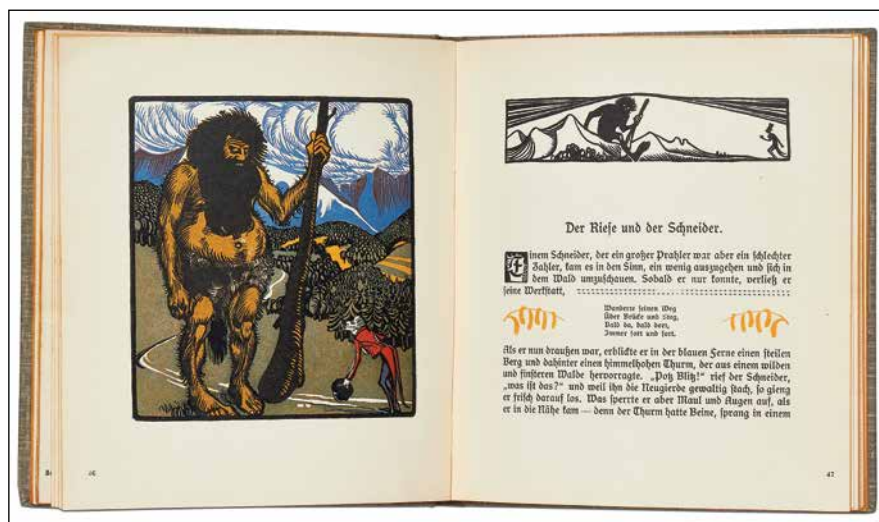 Der Riese und der Schneider.
Einem Schneider, der ein großer Prahler war aber ein schlechter
Zahler, kam es in den Sinn, ein wenig auszugehen und sich in
dem Wald umzuschauen. Sobald er nur konnte, verließ er
seine Werkstatt,
Wanderte seinen Weg
Über Brücke und Steg,
Bald da, bald dort,
Immer fort und fort.
Als er nun draußen war, erblickte er in der blauen Ferne einen steilen
Berg und dahinter einen himmelhohen Thurm, der aus einem wilden
und finsteren Walde hervorragte. „Potz Blitz!“ rief der Schneider,
„was ist das?“ und weil ihn die Neugierde gewaltig stach, so gieng
er frisch darauf los. Was sperrte er aber Maul und Augen auf, als
er in die Nähe kam — denn der Thurm hatte Beine, sprang in einem
47